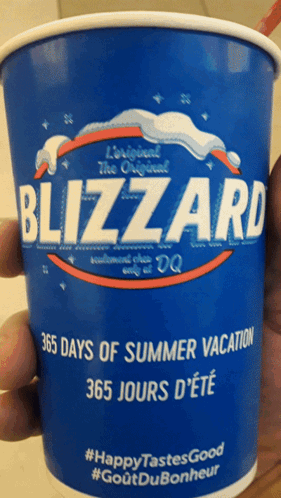 L'original
The Original
BLIZZARD
seulement chez
only at DQ
365 DAYS OF SUMMER VACATION
365 JOURS D'ÉTÉ
#HappyTastesGood
#GoûtDuBonheur